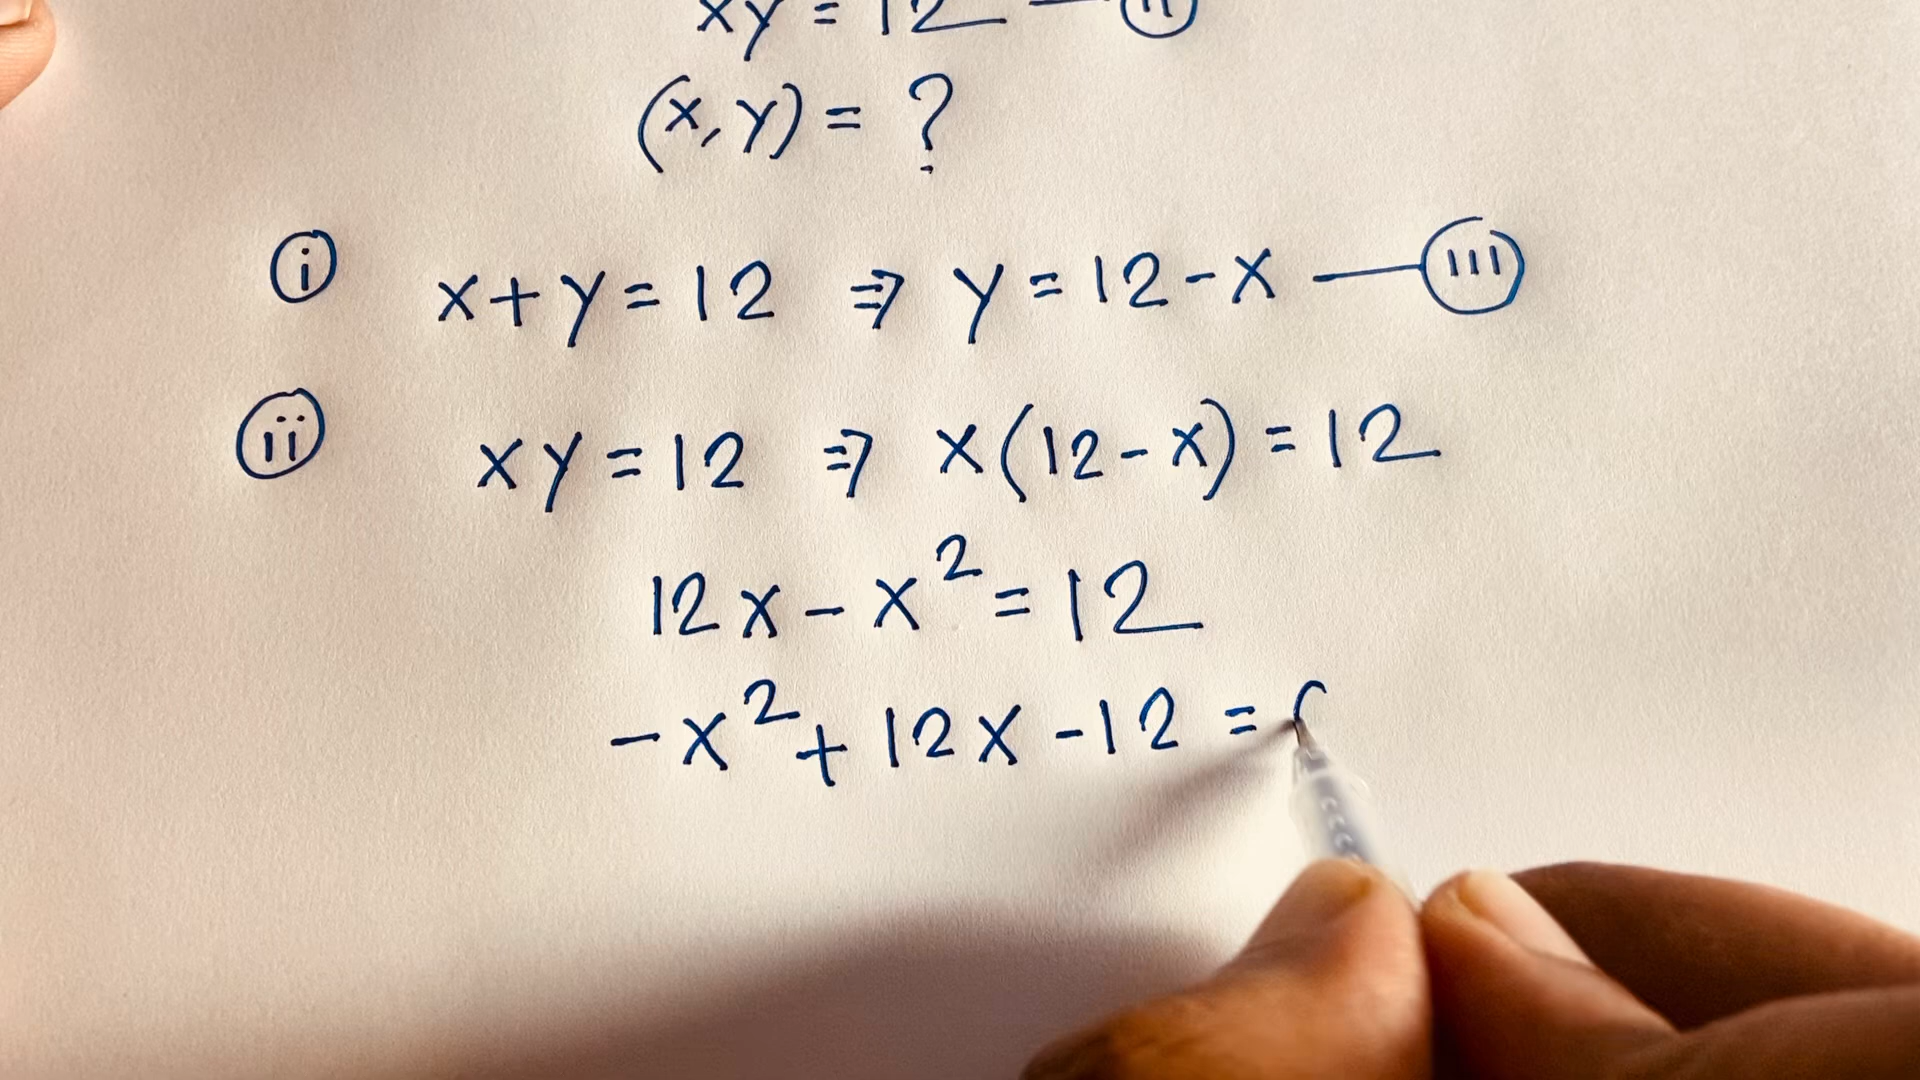 xy = 12 — ii
(x, y) = ?
i x + y = 12 ⇒ y = 12 - x — iii
ii xy = 12 ⇒ x(12 - x) = 12
12x - x² = 12
-x² + 12x - 12 =